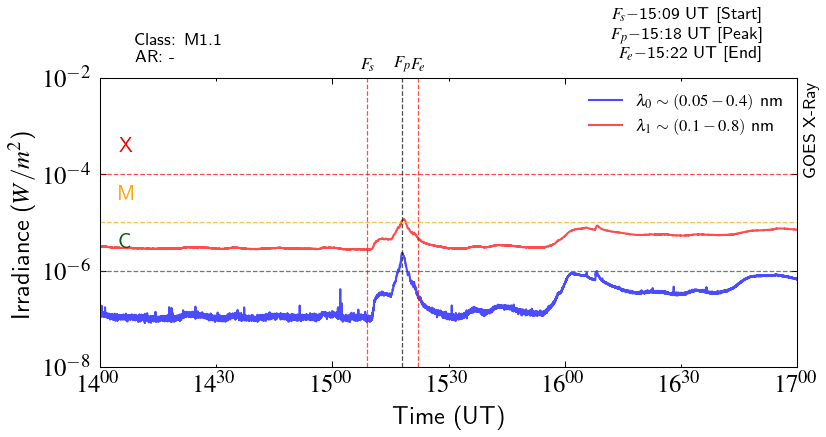 F_s−15:09 UT [Start]
Class: M1.1
F_p−15:18 UT [Peak]
AR: -
F_e−15:22 UT [End]
F_s F_p F_e
10^{-2}
λ_0 ∼ (0.05 − 0.4) nm
λ_1 ∼ (0.1 − 0.8) nm
GOES X-Ray
X
10^{-4}
M
Irradiance (W/m^2)
C
10^{-6}
10^{-8}
14^{00} 14^{30} 15^{00} 15^{30} 16^{00} 16^{30} 17^{00}
Time (UT)